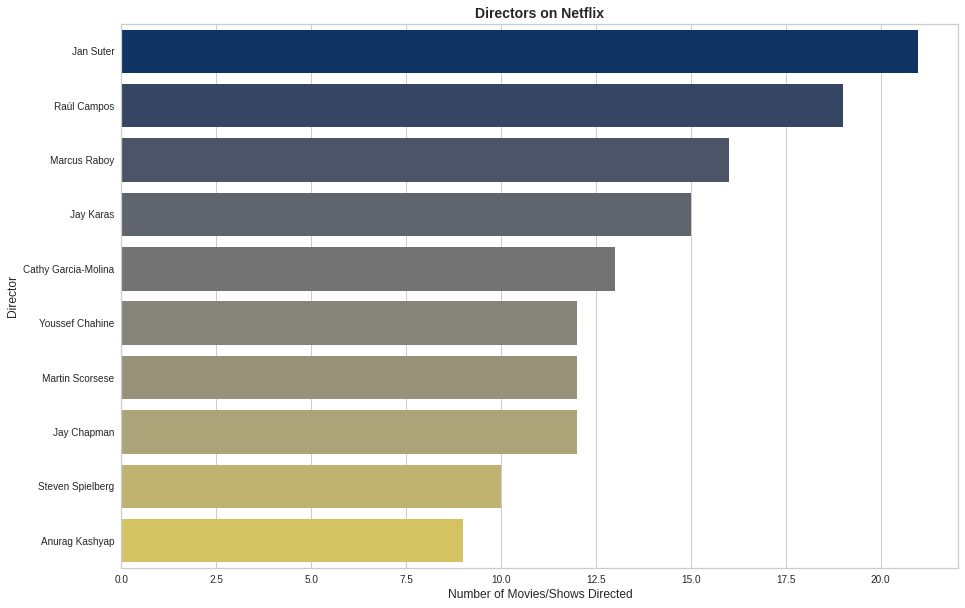 Directors on Netflix
Jan Suter
Raúl Campos
Marcus Raboy
Jay Karas
Cathy Garcia-Molina
Youssef Chahine
Martin Scorsese
Jay Chapman
Steven Spielberg
Anurag Kashyap
Director
0.0 2.5 5.0 7.5 10.0 12.5 15.0 17.5 20.0
Number of Movies/Shows Directed